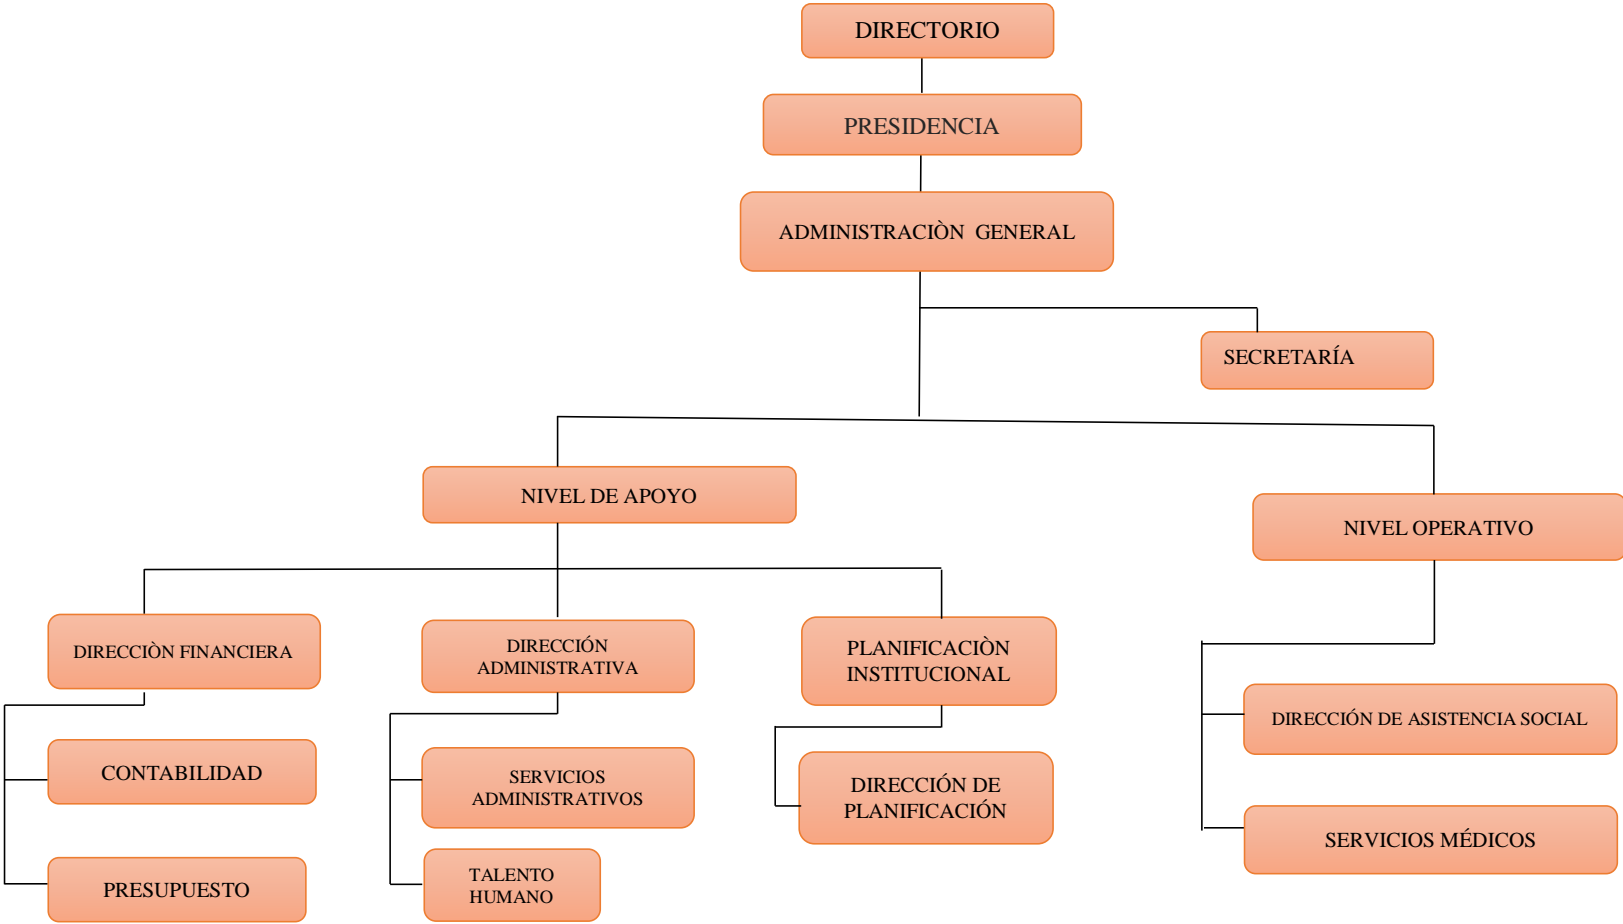 DIRECTORIO
PRESIDENCIA
ADMINISTRACIÒN  GENERAL
SECRETARÍA
NIVEL DE APOYO
NIVEL OPERATIVO
DIRECCIÒN FINANCIERA
DIRECCIÓN
ADMINISTRATIVA
PLANIFICACIÒN
INSTITUCIONAL
DIRECCIÓN DE ASISTENCIA SOCIAL
CONTABILIDAD
SERVICIOS
ADMINISTRATIVOS
DIRECCIÓN DE
PLANIFICACIÓN
SERVICIOS MÉDICOS
PRESUPUESTO
TALENTO
HUMANO